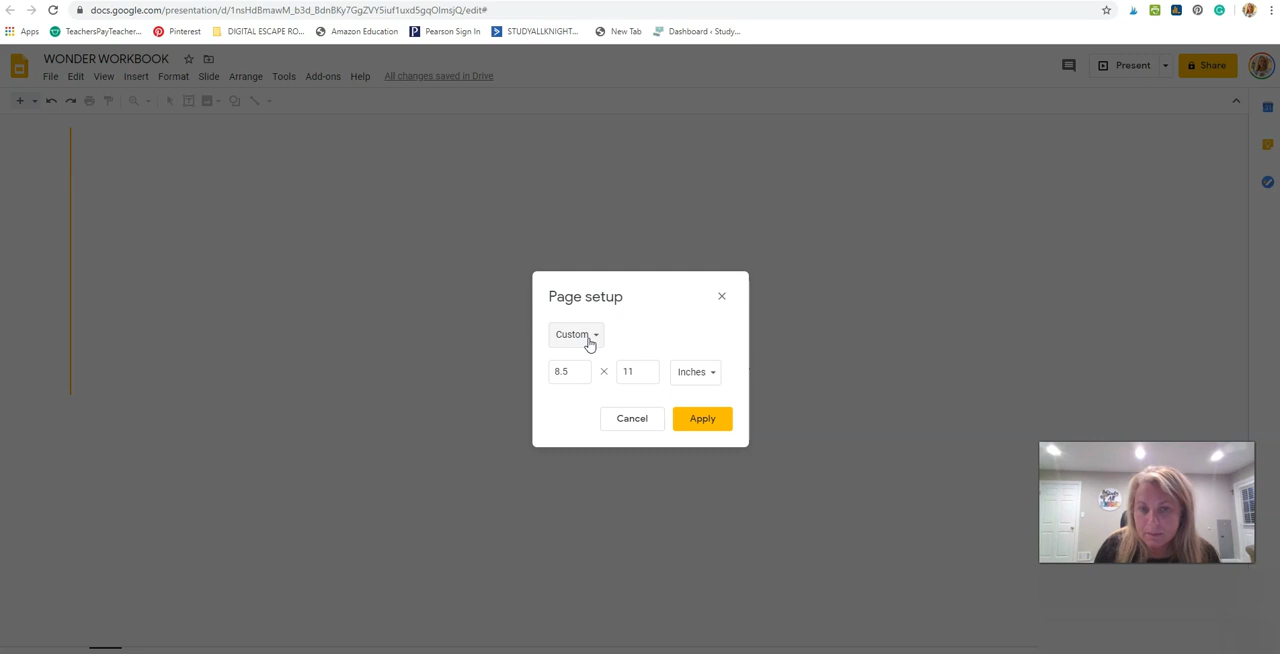 docs.google.com/presentation/d/1nsHdBmawM_b3d_BdnBKy7GgZVY5iuf1uxd5gqOlmsjQ/edit#
Apps TeachersPayTeacher... Pinterest DIGITAL ESCAPE RO... Amazon Education Pearson Sign In STUDYALLKNIGHT... New Tab Dashboard ‹ Study...
WONDER WORKBOOK
File Edit View Insert Format Slide Arrange Tools Add-ons Help All changes saved in Drive
Present Share
Page setup
Custom
8.5 × 11 Inches
Cancel Apply